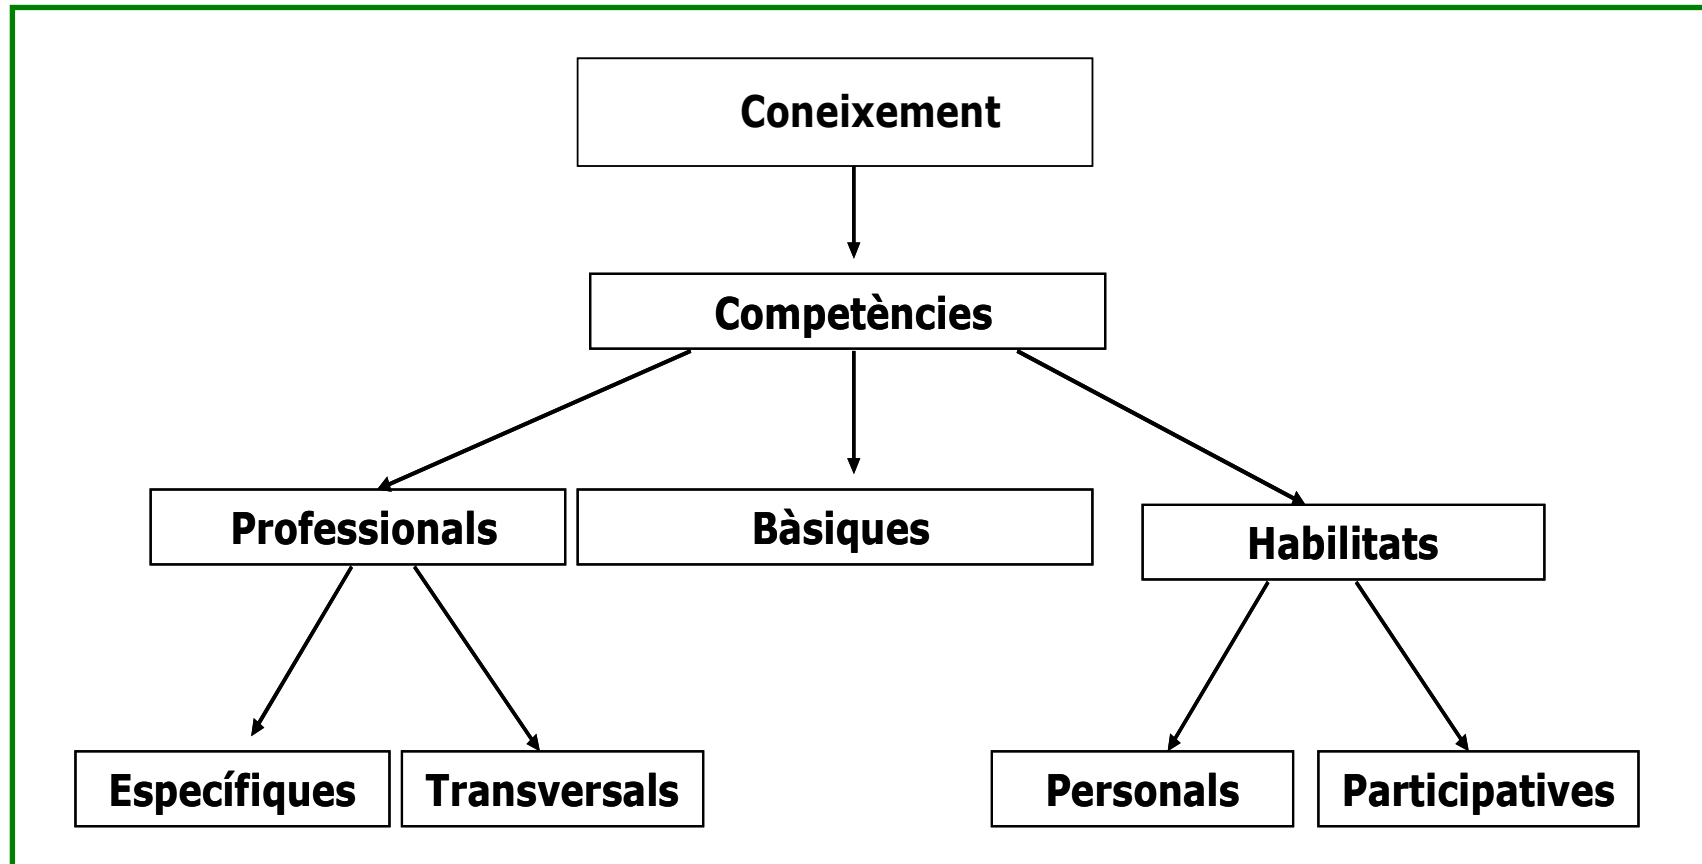 Coneixement
Competències
Professionals
Bàsiques
Habilitats
Específiques
Transversals
Personals
Participatives